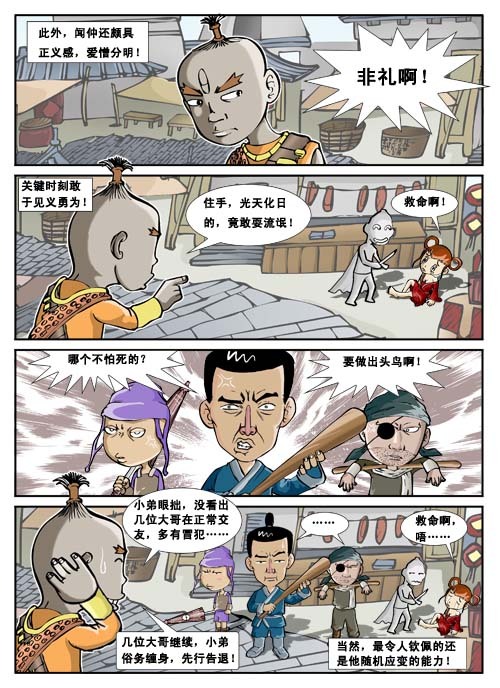 此外，闻仲还颇具
正义感，爱憎分明！
非礼啊！
关键时刻敢
于见义勇为！
住手，光天化日
的，竟敢耍流氓！
救命啊！
哪个不怕死的？
要做出头鸟啊！
小弟眼拙，没看出
几位大哥在正常交
友，多有冒犯……
……
救命啊，
唔……
几位大哥继续，小弟
俗务缠身，先行告退！
当然，最令人钦佩的还
是他随机应变的能力！